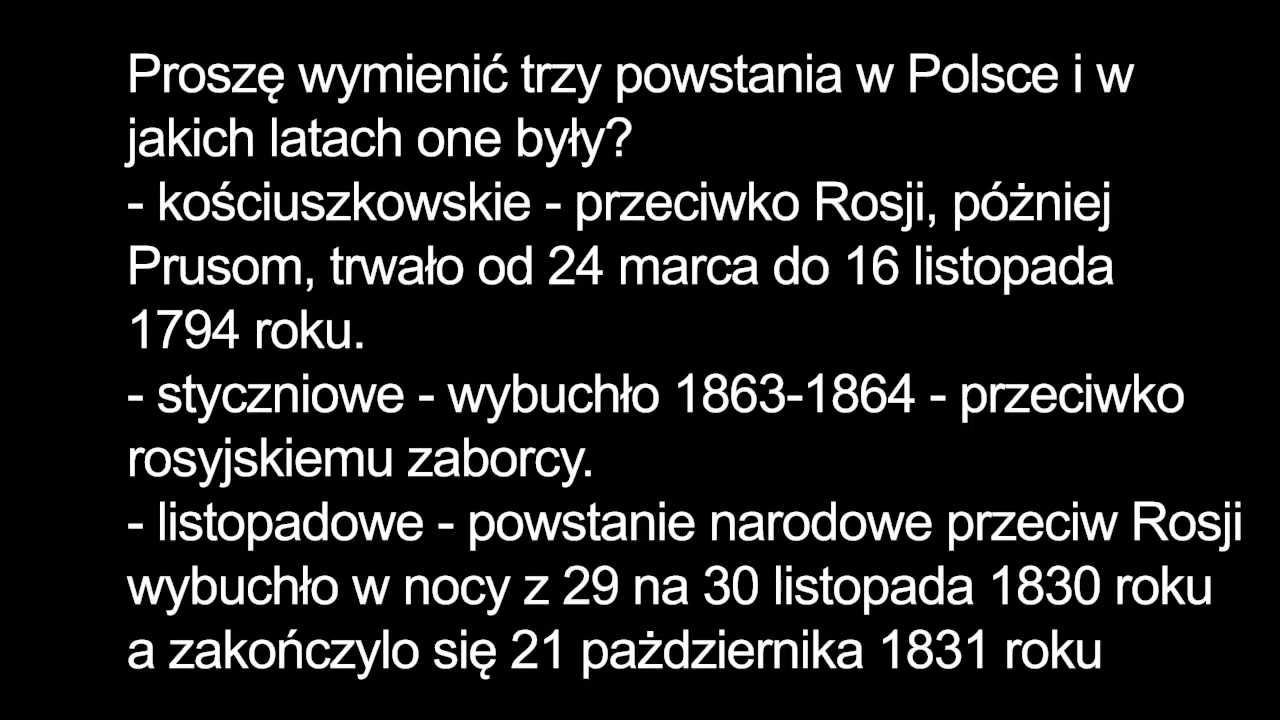 Proszę wymienić trzy powstania w Polsce i w
jakich latach one były?
- kościuszkowskie - przeciwko Rosji, póżniej
Prusom, trwało od 24 marca do 16 listopada
1794 roku.
- styczniowe - wybuchło 1863-1864 - przeciwko
rosyjskiemu zaborcy.
- listopadowe - powstanie narodowe przeciw Rosji
wybuchło w nocy z 29 na 30 listopada 1830 roku
a zakończylo się 21 pażdziernika 1831 roku